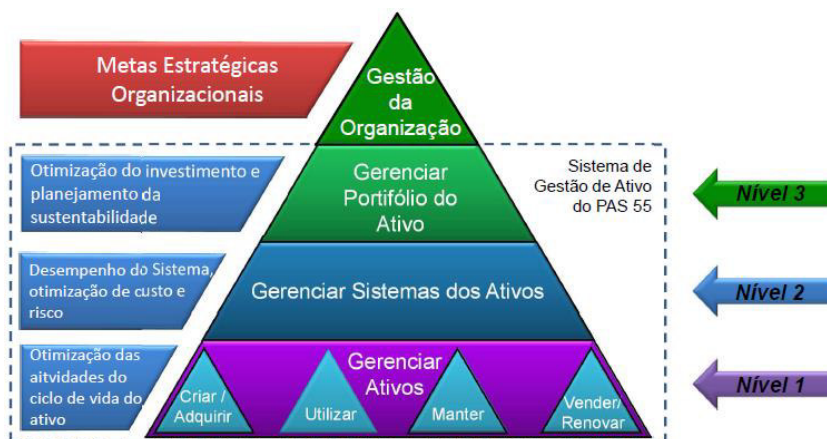 Metas Estratégicas
Organizacionais
Gestão
da
Organização
Otimização do investimento e
planejamento da
sustentabilidade
Gerenciar
Portifólio do
Ativo
Sistema de
Gestão de Ativo
do PAS 55
Nível 3
Desempenho do Sistema,
otimização de custo e
risco
Gerenciar Sistemas dos Ativos
Nível 2
Otimização das
aitvidades do
ciclo de vida do
ativo
Gerenciar
Ativos
Criar /
Adquirir
Utilizar
Manter
Vender/
Renovar
Nível 1